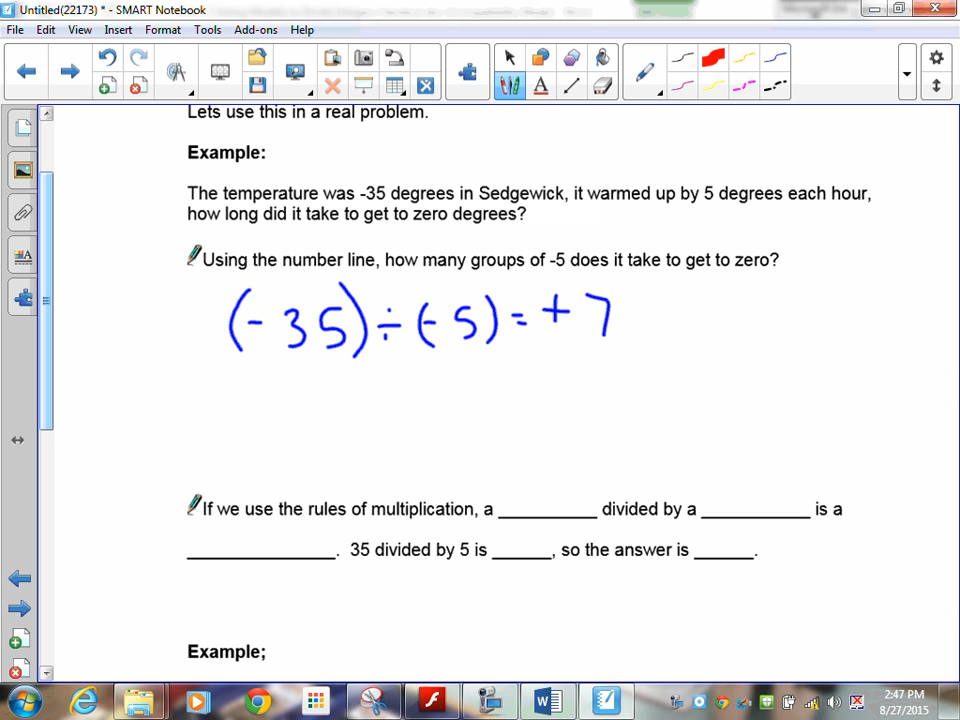 Untitled(22173) * - SMART Notebook
File Edit View Insert Format Tools Add-ons Help
Lets use this in a real problem.
Example:
The temperature was -35 degrees in Sedgewick, it warmed up by 5 degrees each hour,
how long did it take to get to zero degrees?
Using the number line, how many groups of -5 does it take to get to zero?
(-35) ÷ (-5) = +7
If we use the rules of multiplication, a __________ divided by a ___________ is a
_______________. 35 divided by 5 is ______, so the answer is ______.
Example;
2:47 PM
8/27/2015